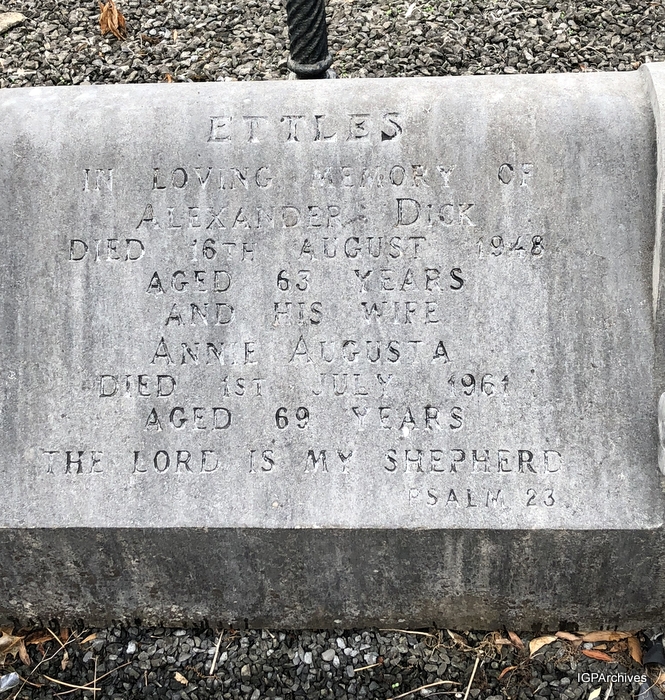 ETTLES
IN LOVING MEMORY OF
ALEXANDER DICK
DIED 16TH AUGUST 1948
AGED 63 YEARS
AND HIS WIFE
ANNIE AUGUSTA
DIED 1ST JULY 1961
AGED 69 YEARS
THE LORD IS MY SHEPHERD
PSALM 23.
IGPArchives